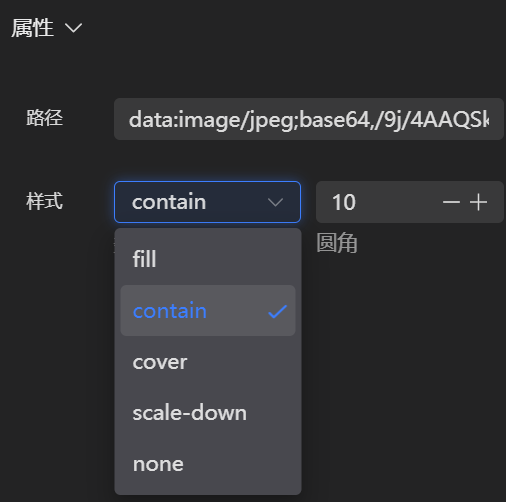 属性
路径
data:image/jpeg;base64,/9j/4AAQSk
样式
contain
10
圆角
fill
contain
cover
scale-down
none